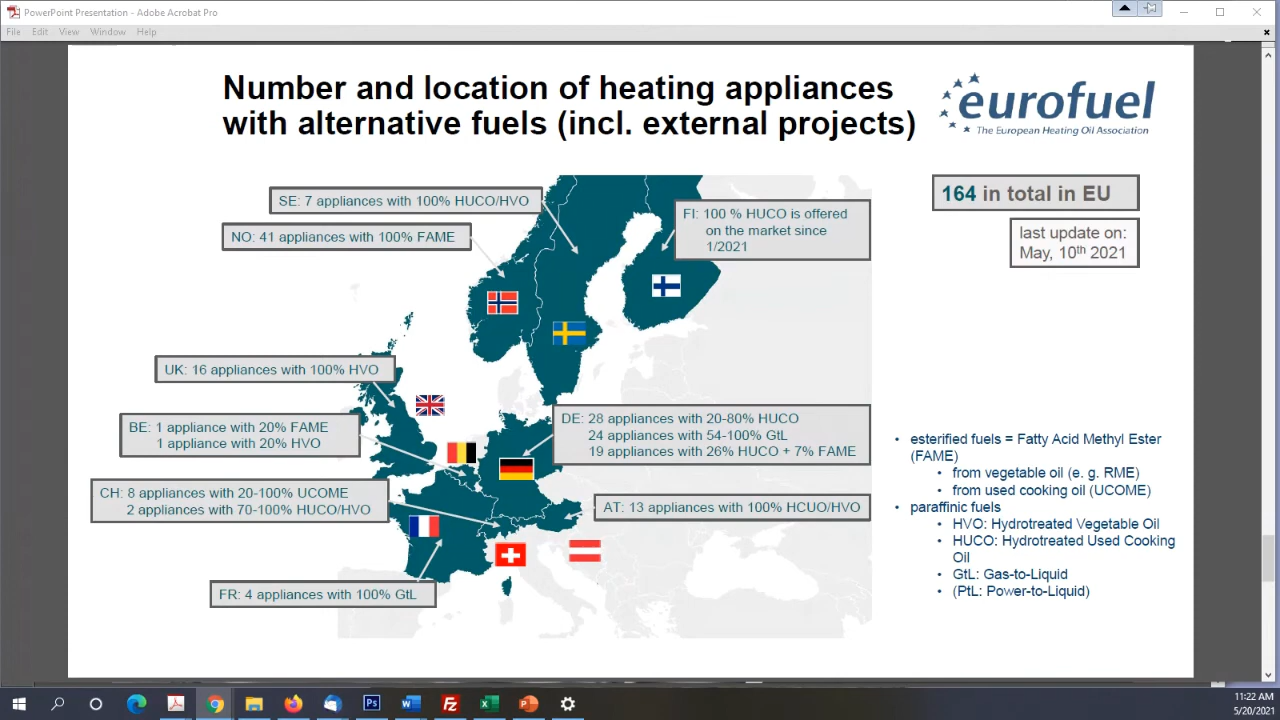 PowerPoint Presentation - Adobe Acrobat Pro
File Edit View Window Help
Number and location of heating appliances
with alternative fuels (incl. external projects)
eurofuel
The European Heating Oil Association
164 in total in EU
last update on:
May, 10th 2021
SE: 7 appliances with 100% HUCO/HVO
NO: 41 appliances with 100% FAME
FI: 100 % HUCO is offered
on the market since
1/2021
UK: 16 appliances with 100% HVO
BE: 1 appliance with 20% FAME
1 appliance with 20% HVO
DE: 28 appliances with 20-80% HUCO
24 appliances with 54-100% GtL
19 appliances with 26% HUCO + 7% FAME
CH: 8 appliances with 20-100% UCOME
2 appliances with 70-100% HUCO/HVO
AT: 13 appliances with 100% HCUO/HVO
FR: 4 appliances with 100% GtL
• esterified fuels = Fatty Acid Methyl Ester
(FAME)
• from vegetable oil (e. g. RME)
• from used cooking oil (UCOME)
• paraffinic fuels
• HVO: Hydrotreated Vegetable Oil
• HUCO: Hydrotreated Used Cooking
Oil
• GtL: Gas-to-Liquid
• (PtL: Power-to-Liquid)
11:22 AM
5/20/2021